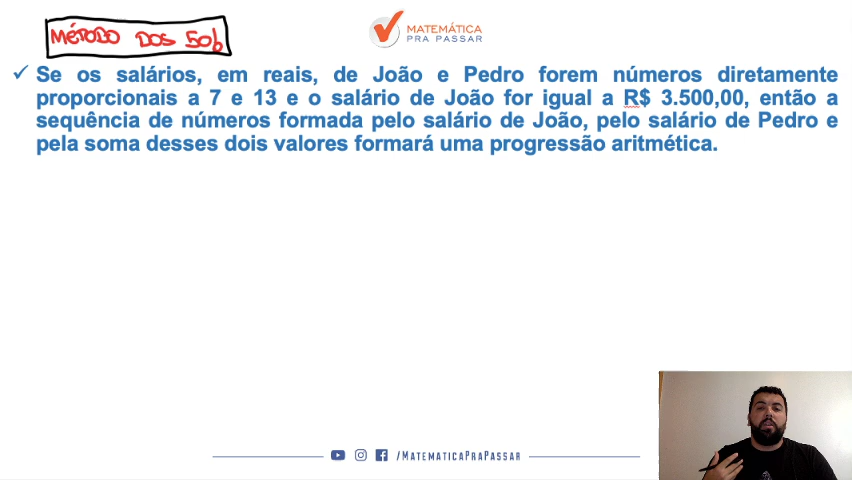 MÉTODO DOS 50%
MATEMÁTICA
PRA PASSAR
✓ Se os salários, em reais, de João e Pedro forem números diretamente
proporcionais a 7 e 13 e o salário de João for igual a R$ 3.500,00, então a
sequência de números formada pelo salário de João, pelo salário de Pedro e
pela soma desses dois valores formará uma progressão aritmética.
/MATEMATICAPRAPASSAR